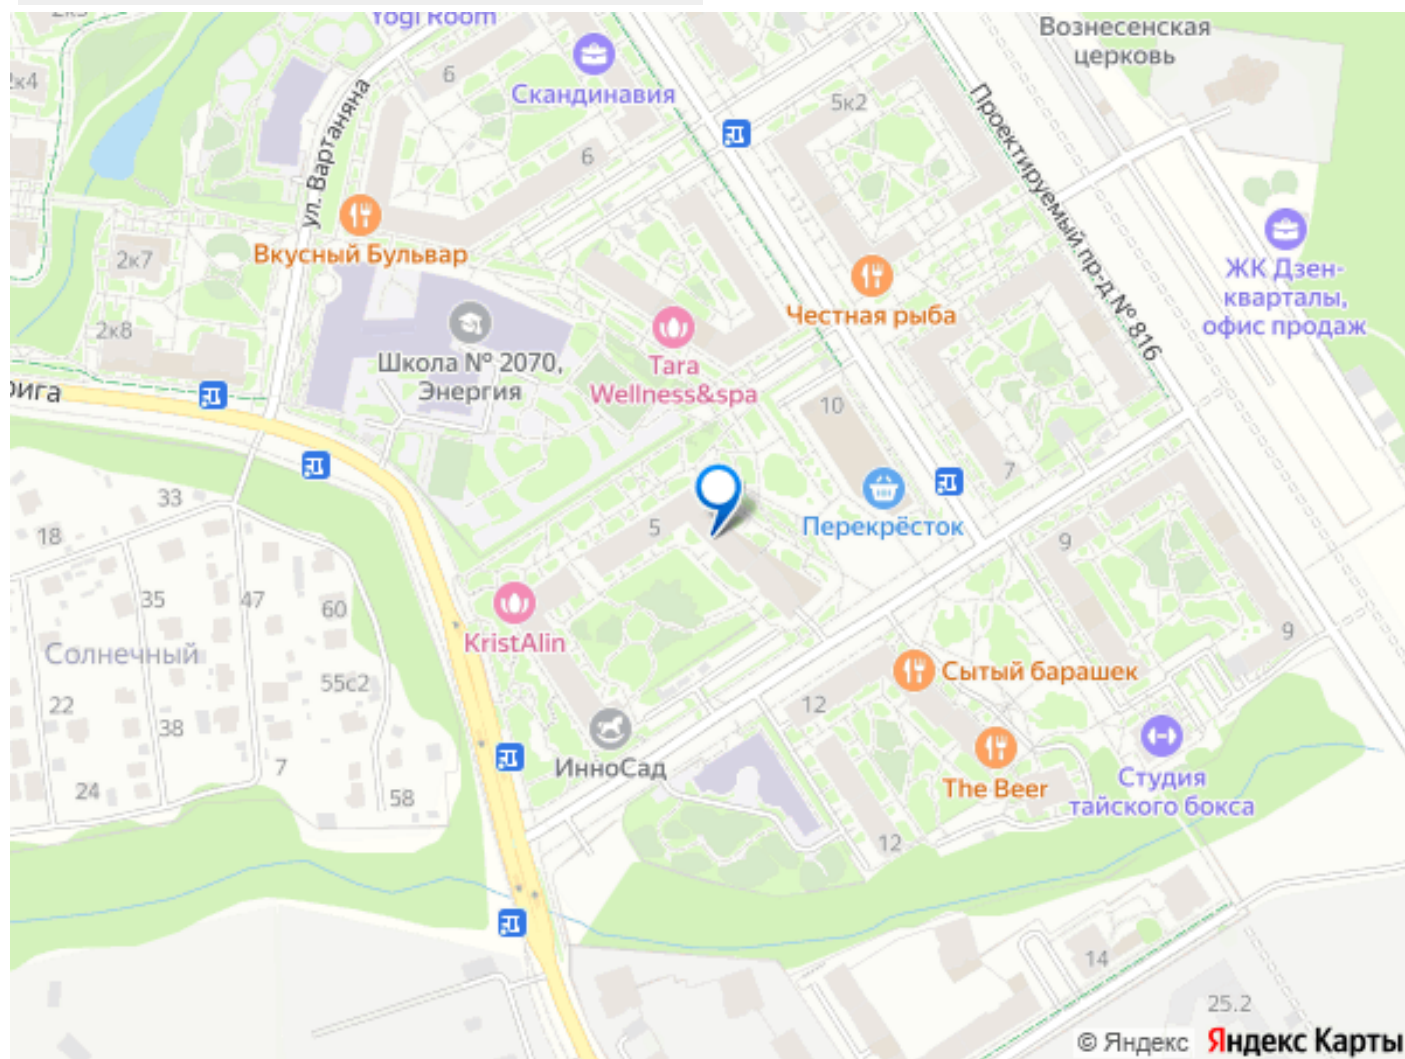 Yogi Room
2к4
6
Скандинавия
Вознесенская
церковь
5к2
Проектируемый пр-д № 816
ул. Вартаняна
6
Вкусный Бульвар
2к7
ЖК Дзен-
кварталы,
офис продаж
Честная рыба
2к8
Школа № 2070,
Энергия
Tara
Wellness&spa
10
7
33
18
5
Перекрёсток
9
35
47
60
KristAlin
9
Солнечный
55с2
Сытый барашек
22
38
12
ИнноСад
7
24
58
The Beer
Студия
тайского бокса
12
14
25.2
© Яндекс Яндекс Карты